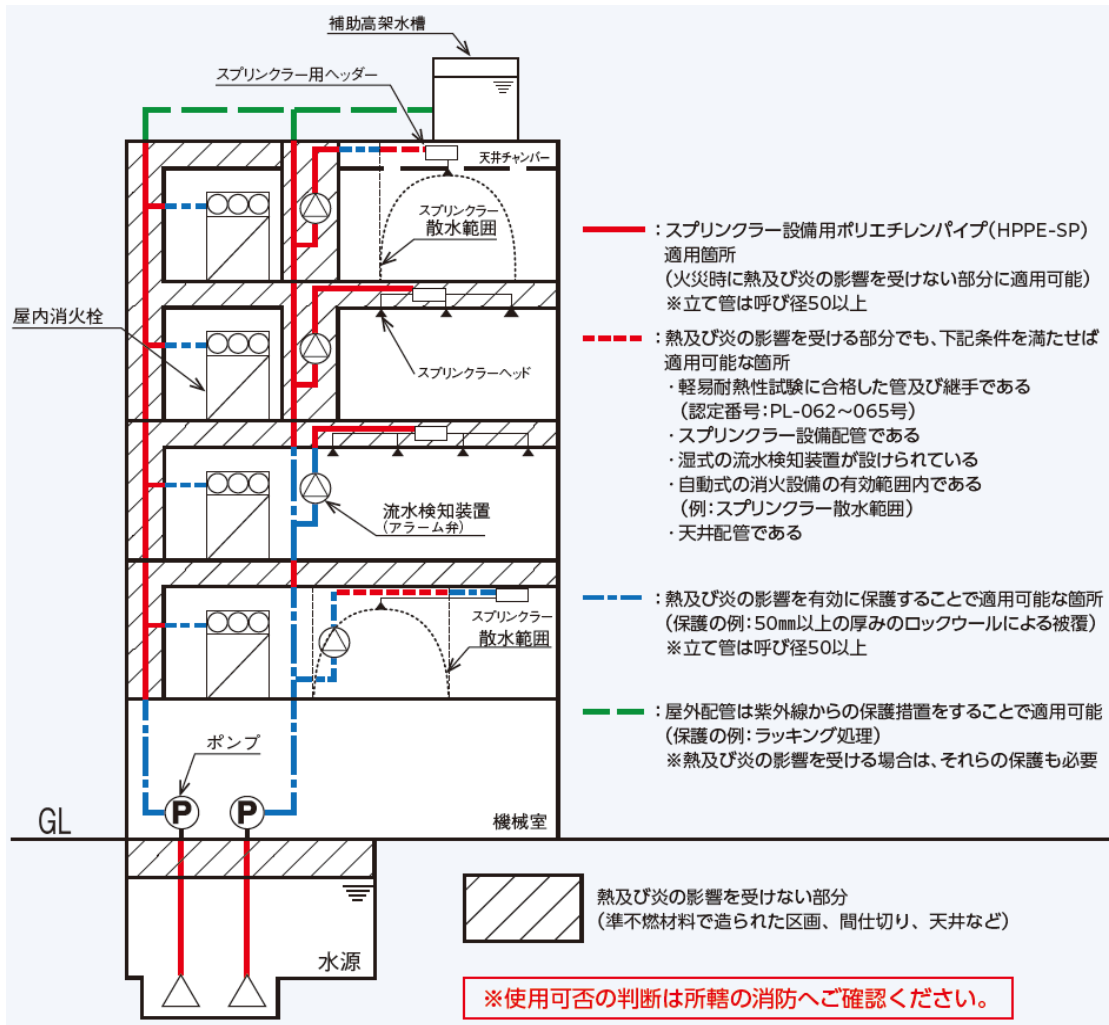 補助高架水槽
スプリンクラー用ヘッダー
天井チャンバー
スプリンクラー
散水範囲
屋内消火栓
スプリンクラーヘッド
流水検知装置
(アラーム弁)
スプリンクラー
散水範囲
ポンプ
P
P
GL
機械室
水源
:スプリンクラー設備用ポリエチレンパイプ(HPPE-SP)
適用箇所
(火災時に熱及び炎の影響を受けない部分に適用可能)
※立て管は呼び径50以上
:熱及び炎の影響を受ける部分でも、下記条件を満たせば
適用可能な箇所
・軽易耐熱性試験に合格した管及び継手である
(認定番号:PL-062〜065号)
・スプリンクラー設備配管である
・湿式の流水検知装置が設けられている
・自動式の消火設備の有効範囲内である
(例:スプリンクラー散水範囲)
・天井配管である
:熱及び炎の影響を有効に保護することで適用可能な箇所
(保護の例:50㎜以上の厚みのロックウールによる被覆)
※立て管は呼び径50以上
:屋外配管は紫外線からの保護措置をすることで適用可能
(保護の例:ラッキング処理)
※熱及び炎の影響を受ける場合は、それらの保護も必要
熱及び炎の影響を受けない部分
(準不燃材料で造られた区画、間仕切り、天井など)
※使用可否の判断は所轄の消防へご確認ください。